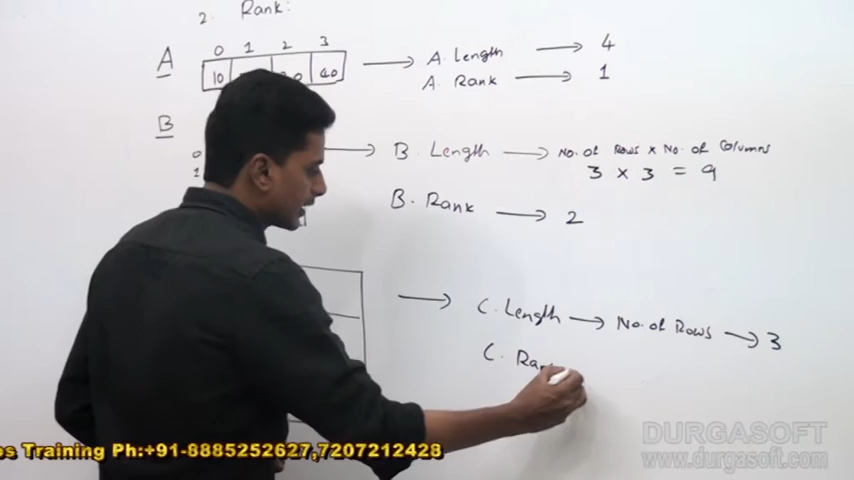 2. Rank:
A
0 1 2 3
10 40
A. Length → 4
A. Rank → 1
B
0
1
B. Length → No. of Rows x No. of Columns
3 x 3 = 9
B. Rank → 2
C. Length → No. of Rows → 3
C. Ran
os Training Ph:+91-8885252627,7207212428
DURGASOFT
www.durgasoft.com